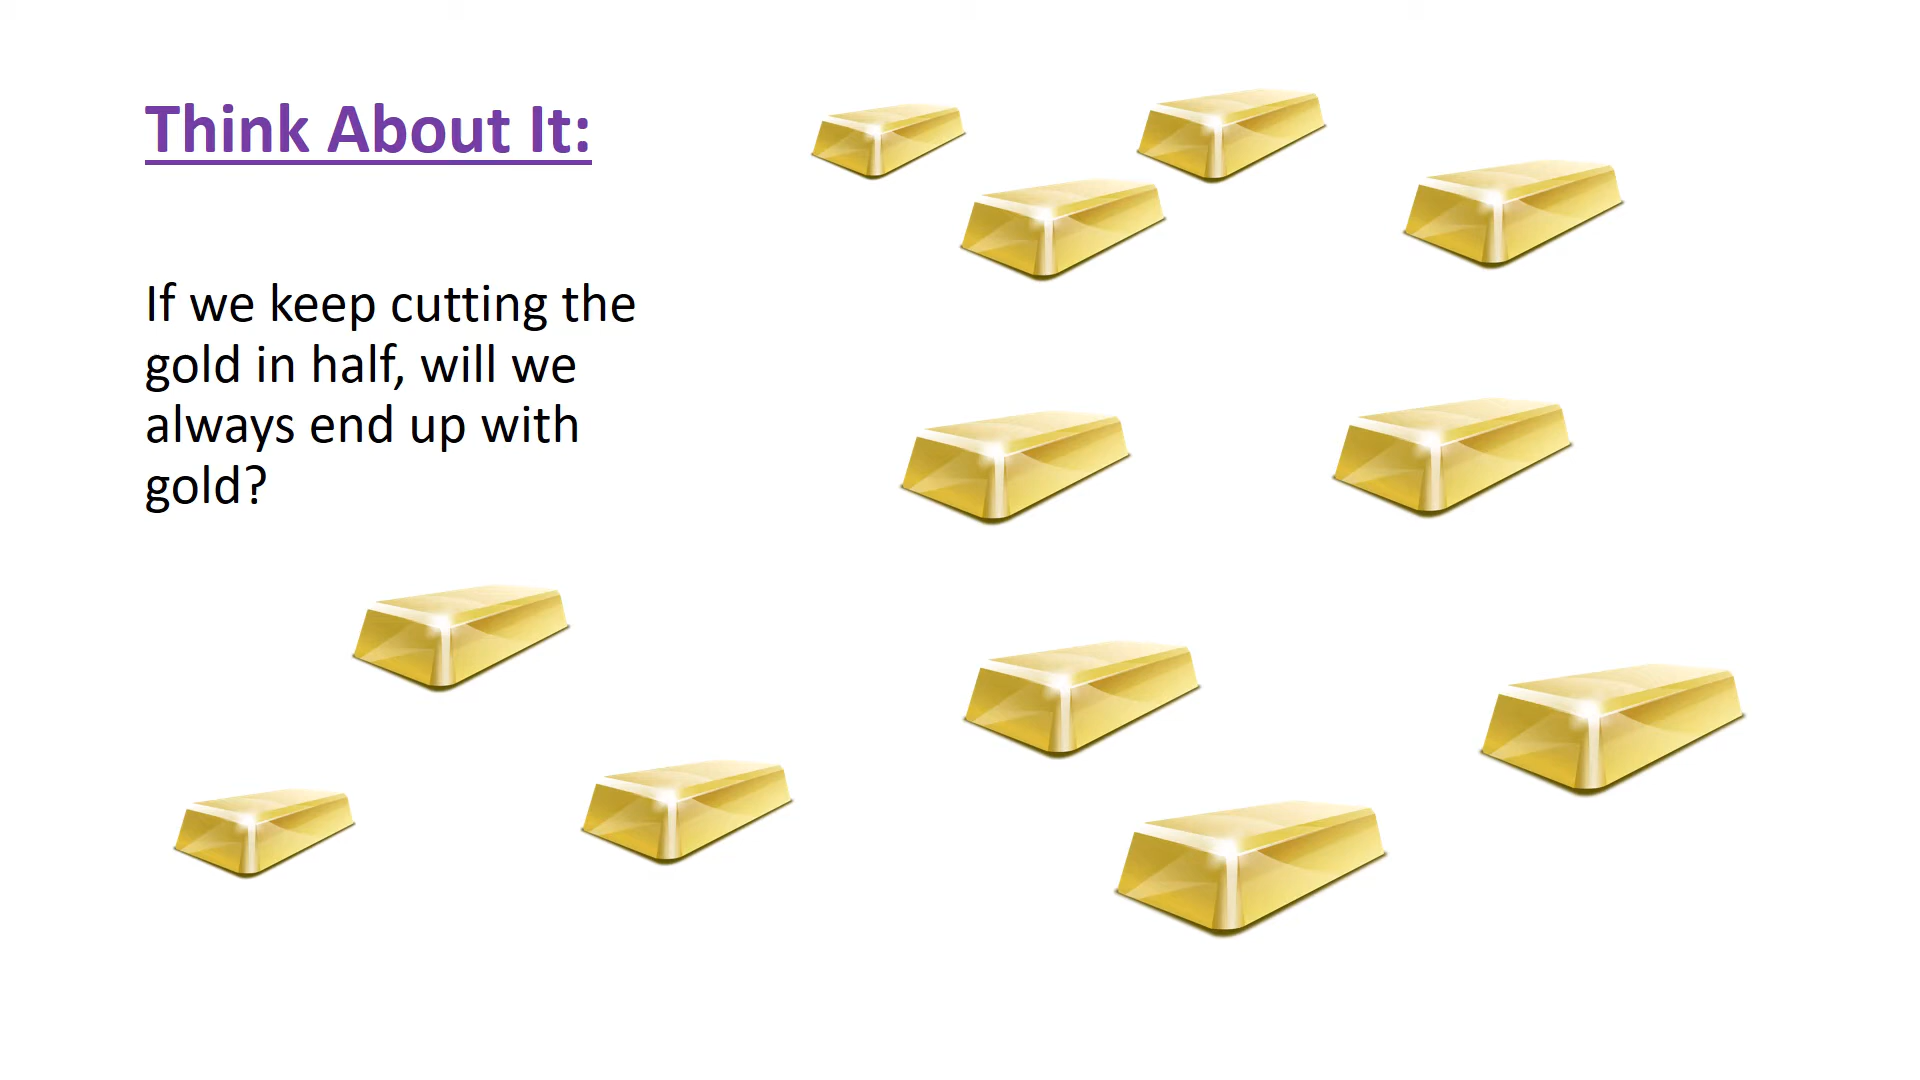 Think About It:
If we keep cutting the
gold in half, will we
always end up with
gold?